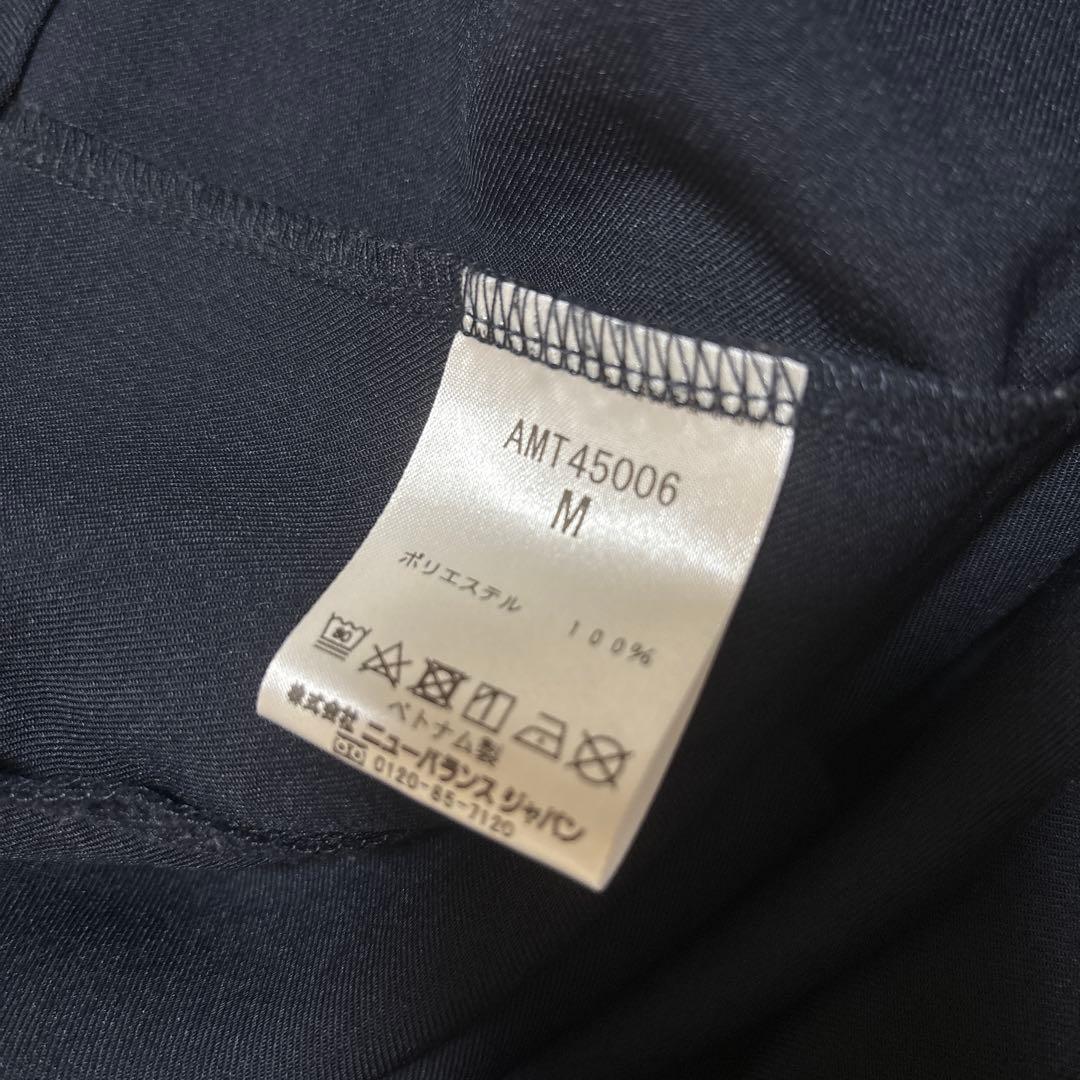 AMT45006
M
ポリエステル 100%
ベトナム製
株式会社 ニューバランス ジャパン
0120-85-7120